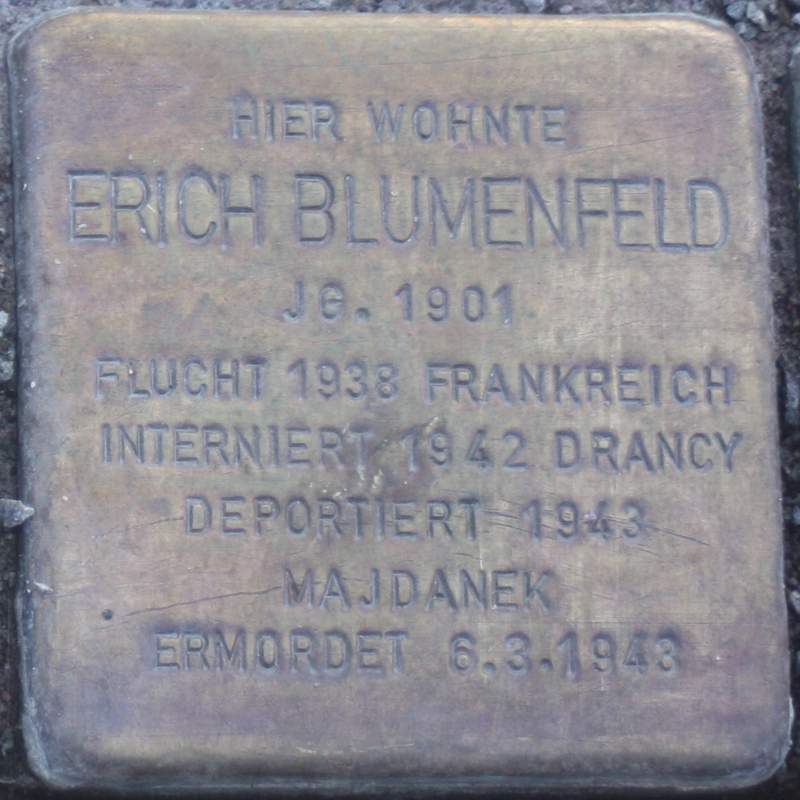 HIER WOHNTE
ERICH BLUMENFELD
JG. 1901
FLUCHT 1938 FRANKREICH
INTERNIERT 1942 DRANCY
DEPORTIERT 1943
MAJDANEK
ERMORDET 6.3.1943